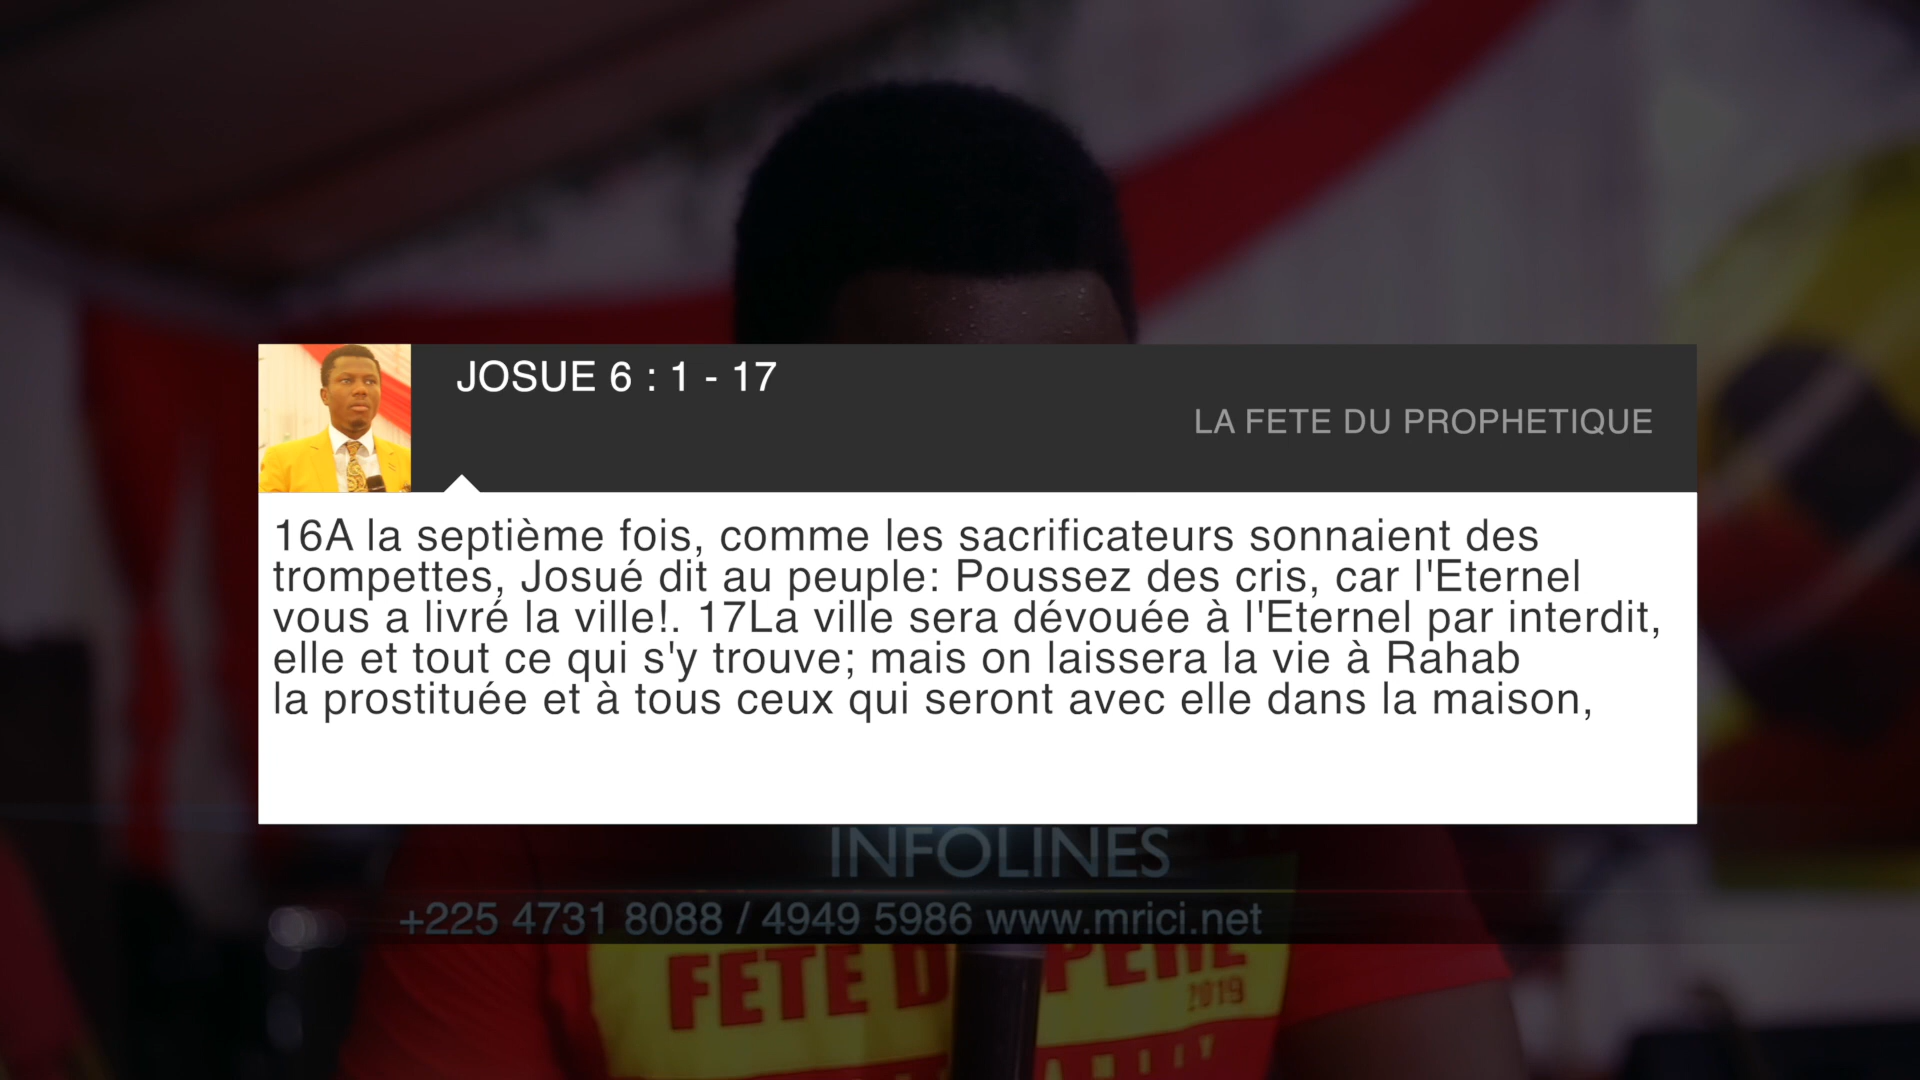 JOSUE 6 : 1 - 17
LA FETE DU PROPHETIQUE
16A la septième fois, comme les sacrificateurs sonnaient des
trompettes, Josué dit au peuple: Poussez des cris, car l'Eternel
vous a livré la ville!. 17La ville sera dévouée à l'Eternel par interdit,
elle et tout ce qui s'y trouve; mais on laissera la vie à Rahab
la prostituée et à tous ceux qui seront avec elle dans la maison,
INFOLINES
+225 4731 8088 / 4949 5986 www.mrici.net
FETE
2019